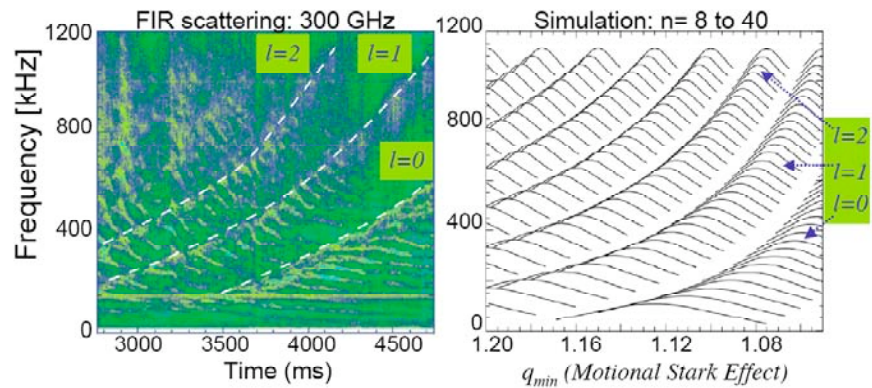 FIR scattering: 300 GHz
Simulation: n= 8 to 40
Frequency [kHz]
1200
800
400
0
l=2
l=1
l=0
3000
3500
4000
4500
Time (ms)
1200
800
400
0
l=2
l=1
l=0
1.20
1.16
1.12
1.08
q_min (Motional Stark Effect)